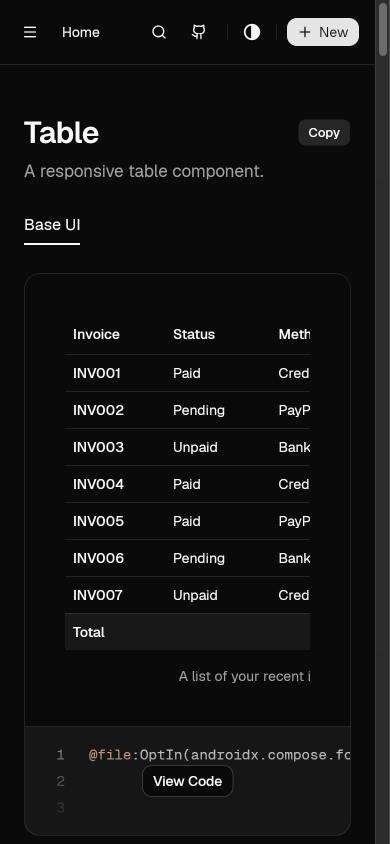 Home
New
Table
Copy
A responsive table component.
Base UI
Invoice Status Meth
INV001 Paid Cred
INV002 Pending PayP
INV003 Unpaid Bank
INV004 Paid Cred
INV005 Paid PayP
INV006 Pending Bank
INV007 Unpaid Cred
Total
A list of your recent i
1 @file:OptIn(androidx.compose.fo
2
View Code
3